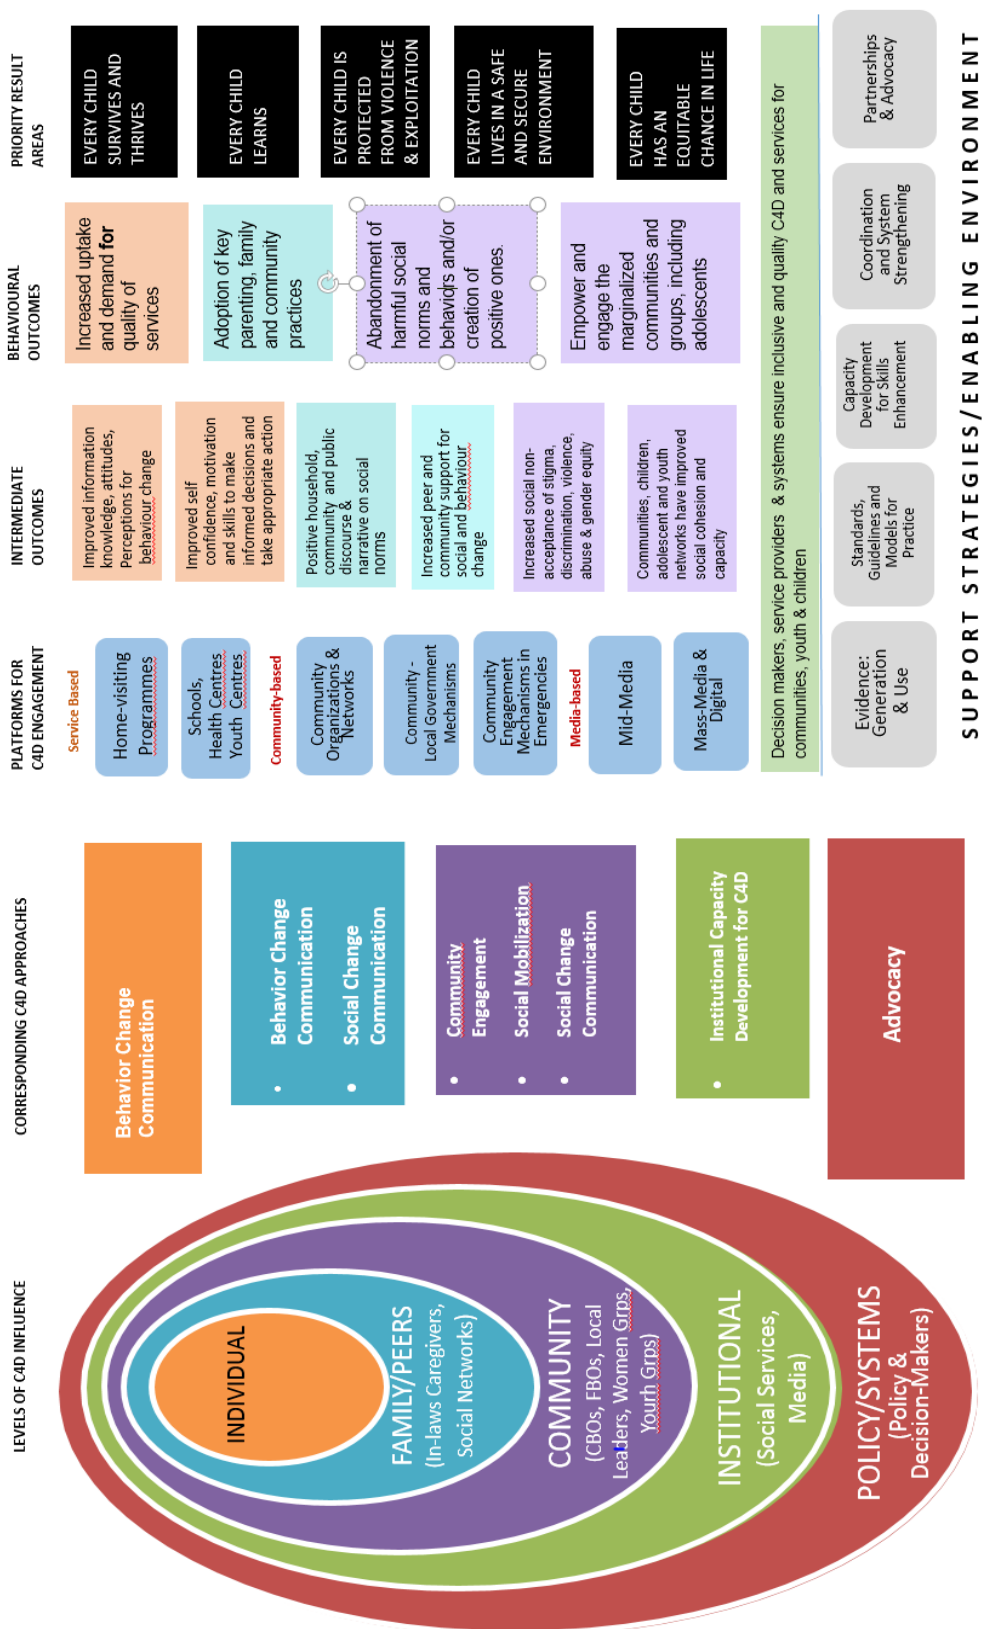 LEVELS OF C4D INFLUENCE
INDIVIDUAL
FAMILY/PEERS
(In-laws Caregivers,
Social Networks)
COMMUNITY
(CBOs, FBOs, Local
Leaders, Women Grps,
Yourh Grps)
INSTITUTIONAL
(Social Services,
Media)
POLICY/SYSTEMS
(Policy &
Decision-Makers)
CORRESPONDING C4D APPROACHES
Behavior Change
Communication
• Behavior Change
Communication
• Social Change
Communication
• Community
Engagement
• Social Mobilization
• Social Change
Communication
• Institutional Capacity
Development for C4D
Advocacy
PLATFORMS FOR
C4D ENGAGEMENT
Service Based
Home-visiting
Programmes
Schools,
Health Centres
Youth Centres
Community-based
Community
Organizations &
Networks
Community -
Local Government
Mechanisms
Community
Engagement
Mechanisms in
Emergencies
Media-based
Mid-Media
Mass-Media &
Digital
INTERMEDIATE
OUTCOMES
Improved information
knowledge, attitudes,
Perceptions for
behaviour change
Improved self
confidence, motivation
and skills to make
informed decisions and
take appropriate action
Positive household,
community and public
discourse &
narrative on social
norms
Increased peer and
community support for
social and behaviour
change
Increased social non-
acceptance of stigma,
discrimination, violence,
abuse & gender equity
Communities, children,
adolescent and youth
networks have improved
social cohesion and
capacity
BEHAVIOURAL
OUTCOMES
Increased uptake
and demand for
quality of
services
Adoption of key
parenting, family
and community
practices
Abandonment of
harmful social
norms and
behaviors and/or
creation of
positive ones.
Empower and
engage the
marginalized
communities and
groups, including
adolescents
PRIORITY RESULT
AREAS
EVERY CHILD
SURVIVES AND
THRIVES
EVERY CHILD
LEARNS
EVERY CHILD IS
PROTECTED
FROM VIOLENCE
& EXPLOITATION
EVERY CHILD
LIVES IN A SAFE
AND SECURE
ENVIRONMENT
EVERY CHILD
HAS AN
EQUITABLE
CHANCE IN LIFE
Decision makers, service providers & systems ensure inclusive and quality C4D and services for
communities, youth & children
Evidence:
Generation
& Use
Standards,
Guidelines and
Models for
Practice
Capacity
Development
for Skills
Enhancement
Coordination
and System
Strengthening
Partnerships
& Advocacy
SUPPORT STRATEGIES/ENABLING ENVIRONMENT